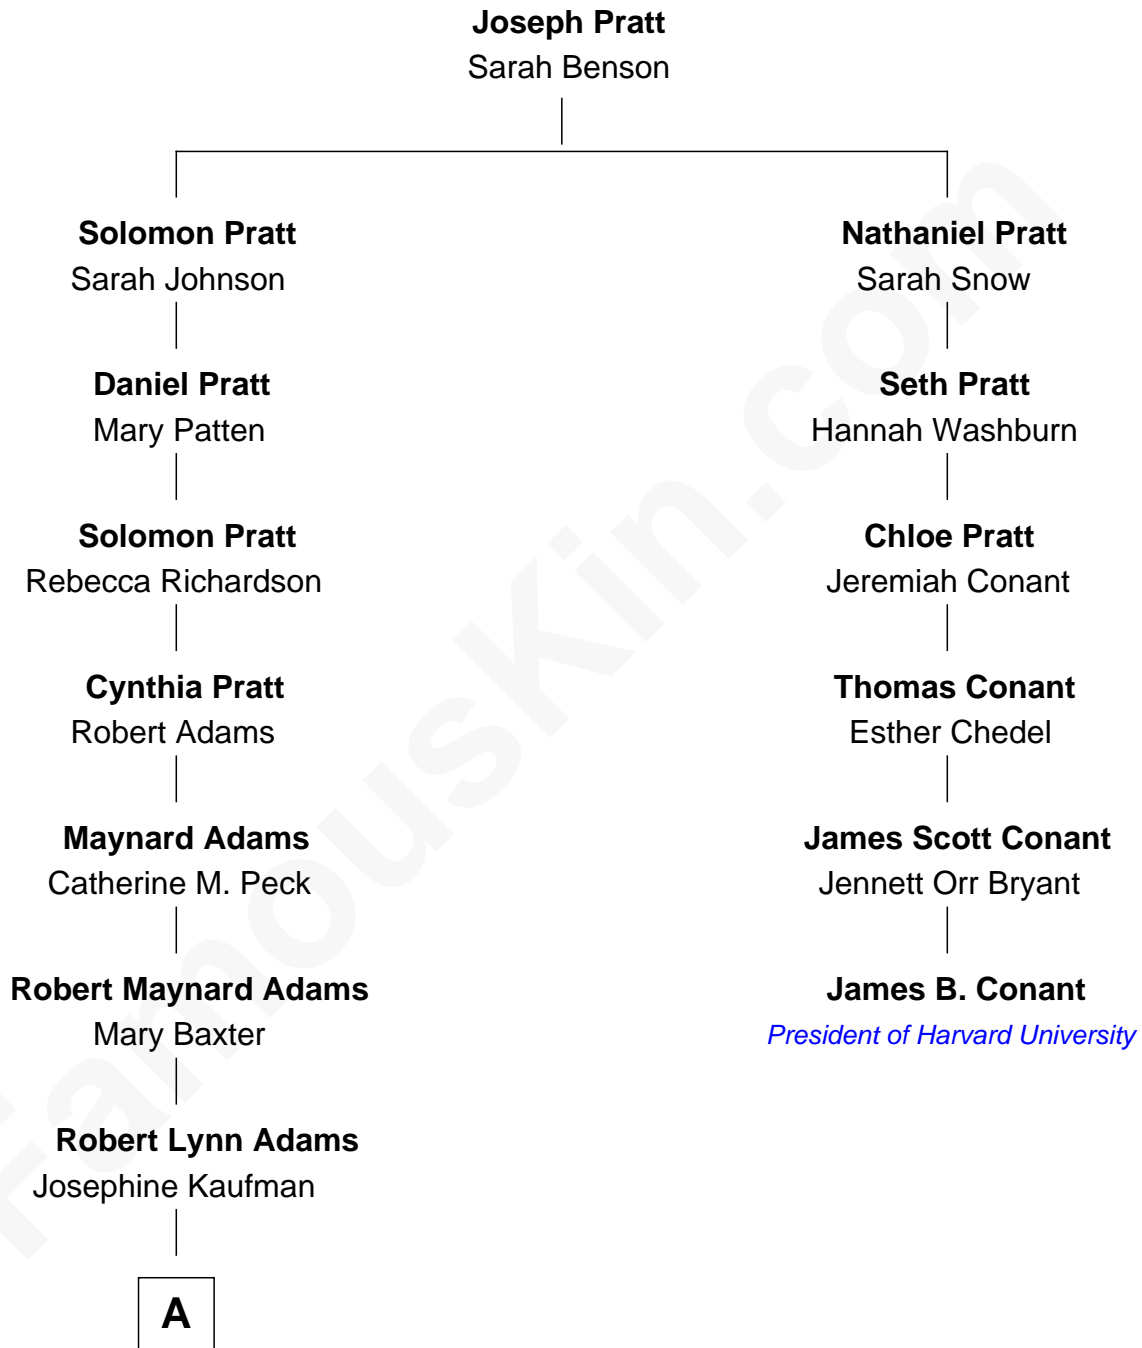 Joseph Pratt
Sarah Benson
Solomon Pratt
Sarah Johnson
Daniel Pratt
Mary Patten
Solomon Pratt
Rebecca Richardson
Cynthia Pratt
Robert Adams
Maynard Adams
Catherine M. Peck
Robert Maynard Adams
Mary Baxter
Robert Lynn Adams
Josephine Kaufman
A
Nathaniel Pratt
Sarah Snow
Seth Pratt
Hannah Washburn
Chloe Pratt
Jeremiah Conant
Thomas Conant
Esther Chedel
James Scott Conant
Jennett Orr Bryant
James B. Conant
President of Harvard University
FamousKin.com